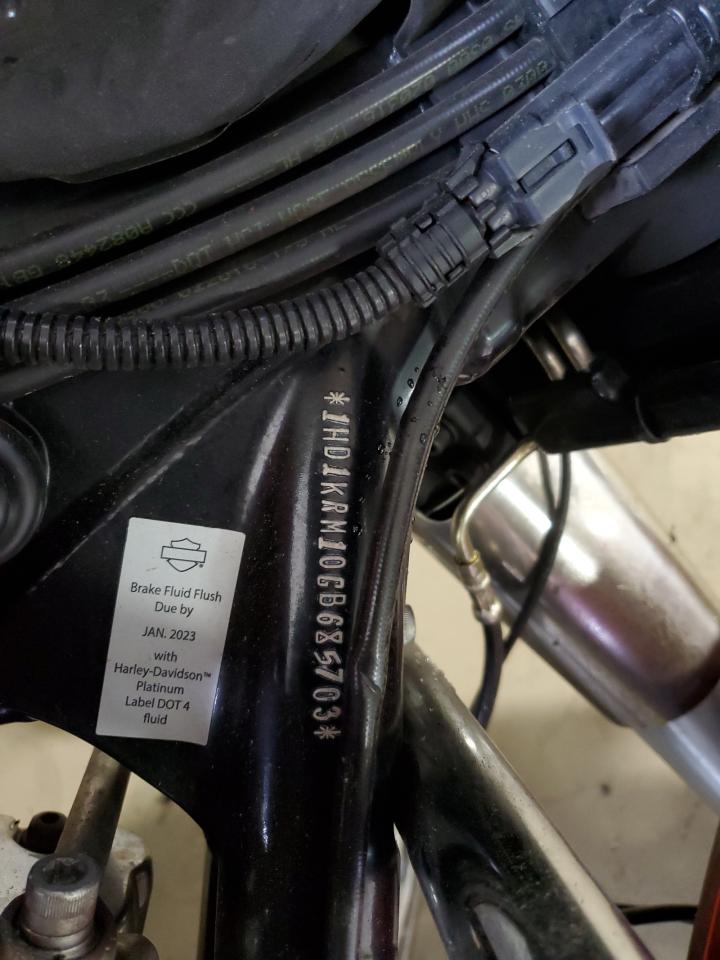 *1HD1KRM10GB685703*
Brake Fluid Flush
Due by
JAN. 2023
with
Harley-Davidson™
Platinum
Label DOT 4
fluid